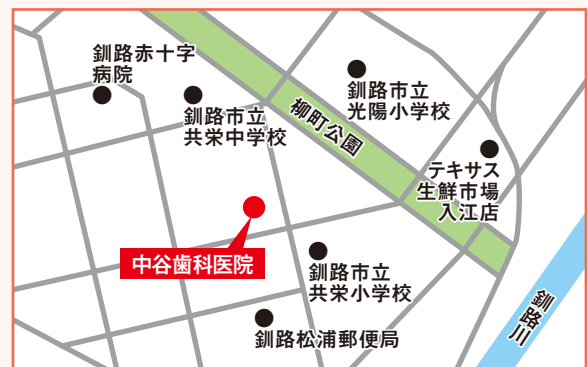 釧路赤十字
病院
釧路市立
共栄中学校
釧路市立
光陽小学校
柳町公園
テキサス
生鮮市場
入江店
中谷歯科医院
釧路市立
共栄小学校
釧路松浦郵便局
釧路川